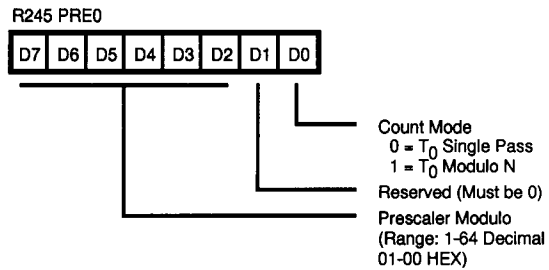 R245 PRE0
D7 D6 D5 D4 D3 D2 D1 D0
Count Mode
0 = T0 Single Pass
1 = T0 Modulo N
Reserved (Must be 0)
Prescaler Modulo
(Range: 1-64 Decimal
01-00 HEX)